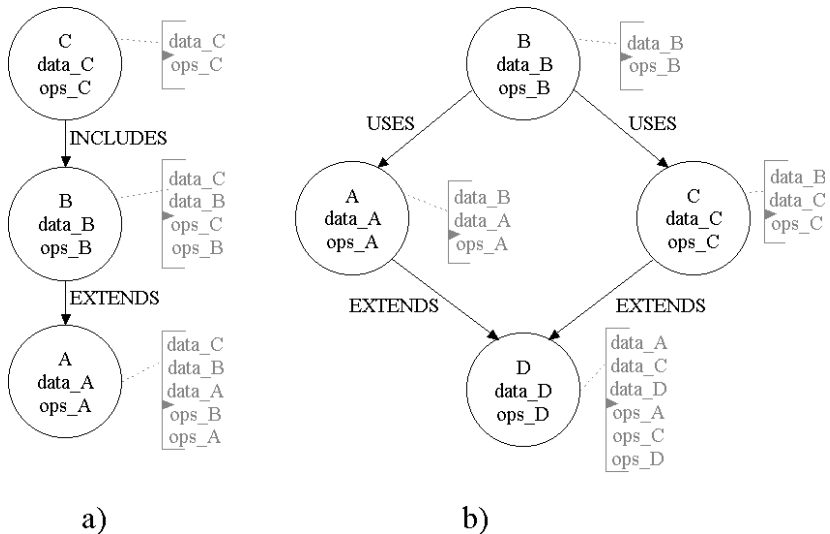 C
data_C
ops_C
data_C
ops_C
INCLUDES
B
data_B
ops_B
data_C
data_B
ops_C
ops_B
EXTENDS
A
data_A
ops_A
data_C
data_B
data_A
ops_B
ops_A
a)
B
data_B
ops_B
data_B
ops_B
USES
USES
A
data_A
ops_A
data_B
data_A
ops_A
C
data_C
ops_C
data_B
data_C
ops_C
EXTENDS
EXTENDS
D
data_D
ops_D
data_A
data_C
data_D
ops_A
ops_C
ops_D
b)